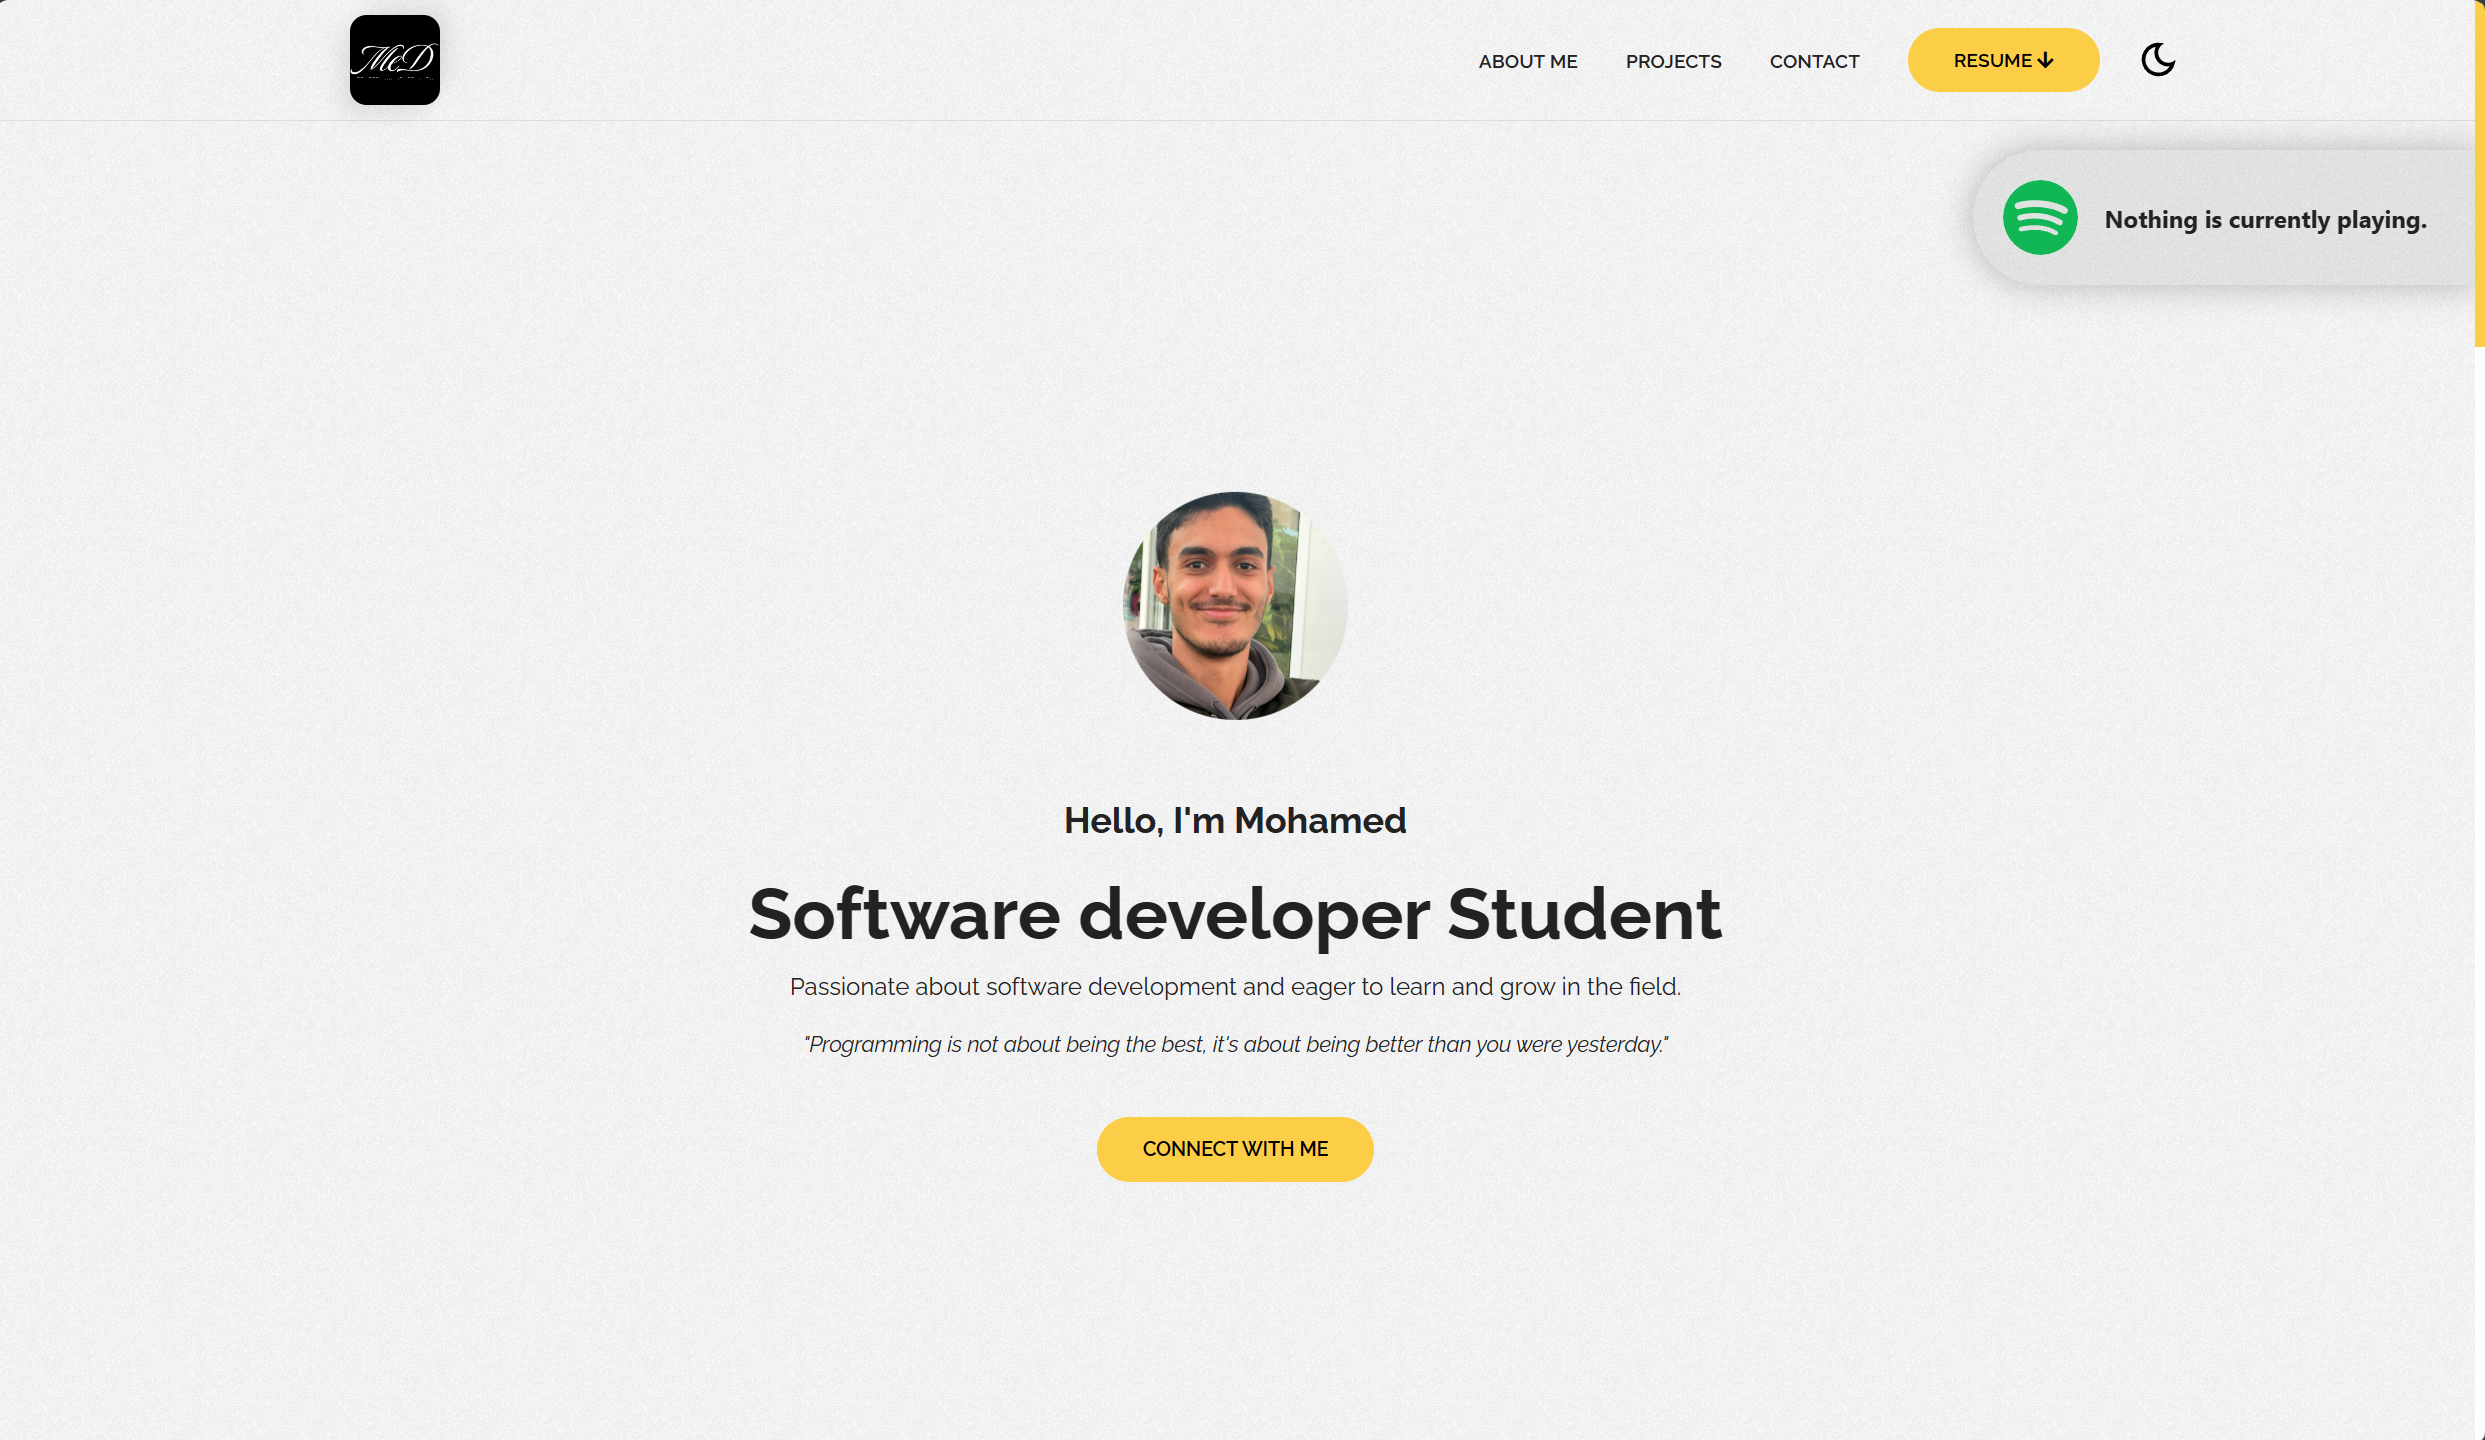 MeD
ABOUT ME
PROJECTS
CONTACT
RESUME
Nothing is currently playing.
Hello, I'm Mohamed
Software developer Student
Passionate about software development and eager to learn and grow in the field.
"Programming is not about being the best, it's about being better than you were yesterday."
CONNECT WITH ME